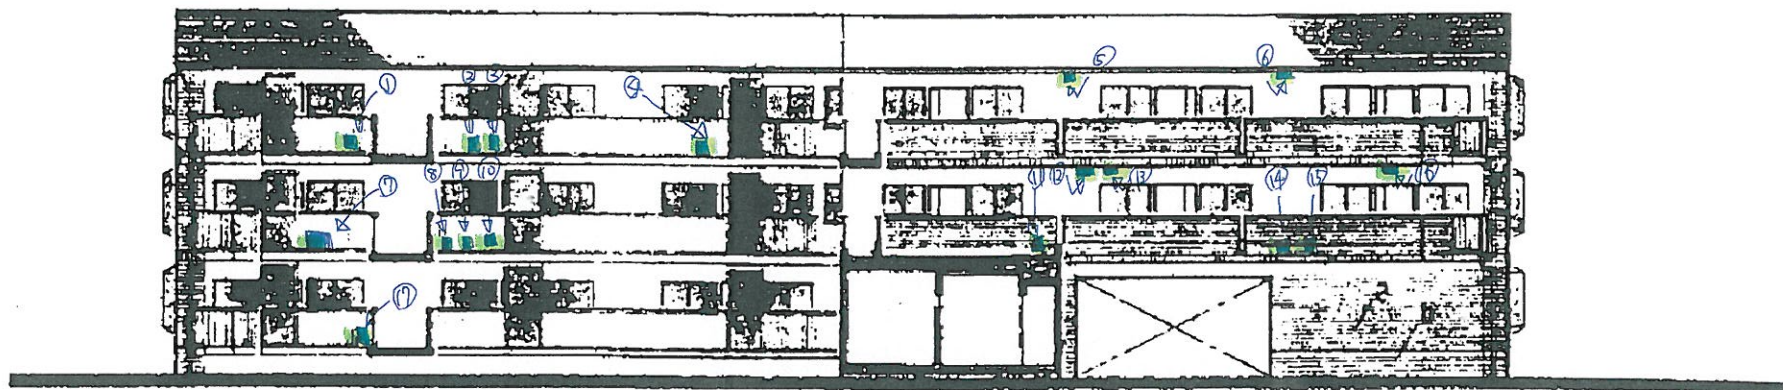 ① ② ③ ④ ⑤ ⑥
⑦ ⑧ ⑨ ⑩ ⑪ ⑫ ⑬ ⑭ ⑮ ⑯
⑰